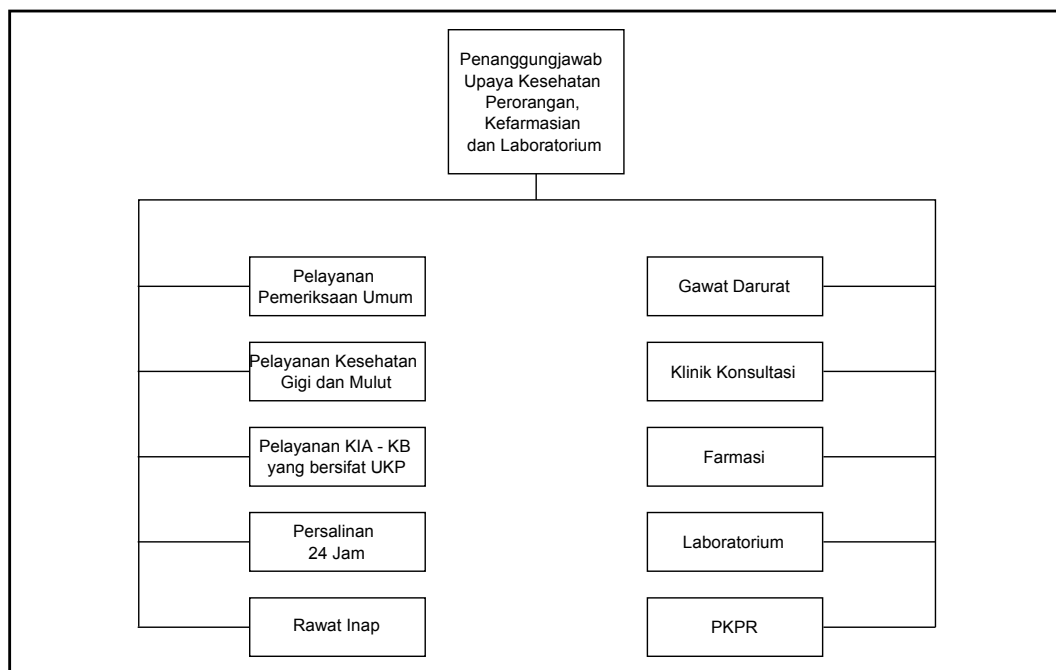 Penanggungjawab
Upaya Kesehatan
Perorangan,
Kefarmasian
dan Laboratorium
Pelayanan
Pemeriksaan Umum
Pelayanan Kesehatan
Gigi dan Mulut
Pelayanan KIA - KB
yang bersifat UKP
Persalinan
24 Jam
Rawat Inap
Gawat Darurat
Klinik Konsultasi
Farmasi
Laboratorium
PKPR